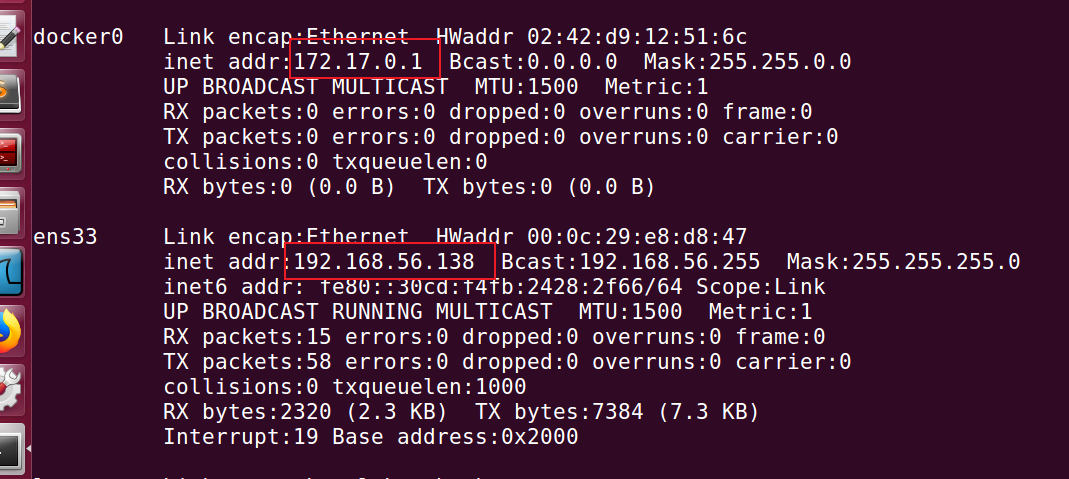 docker0   Link encap:Ethernet  HWaddr 02:42:d9:12:51:6c
          inet addr:172.17.0.1  Bcast:0.0.0.0  Mask:255.255.0.0
          UP BROADCAST MULTICAST  MTU:1500  Metric:1
          RX packets:0 errors:0 dropped:0 overruns:0 frame:0
          TX packets:0 errors:0 dropped:0 overruns:0 carrier:0
          collisions:0 txqueuelen:0
          RX bytes:0 (0.0 B)  TX bytes:0 (0.0 B)
ens33     Link encap:Ethernet  HWaddr 00:0c:29:e8:d8:47
          inet addr:192.168.56.138  Bcast:192.168.56.255  Mask:255.255.255.0
          inet6 addr: fe80::30cd:f4fb:2428:2f66/64 Scope:Link
          UP BROADCAST RUNNING MULTICAST  MTU:1500  Metric:1
          RX packets:15 errors:0 dropped:0 overruns:0 frame:0
          TX packets:58 errors:0 dropped:0 overruns:0 carrier:0
          collisions:0 txqueuelen:1000
          RX bytes:2320 (2.3 KB)  TX bytes:7384 (7.3 KB)
          Interrupt:19 Base address:0x2000